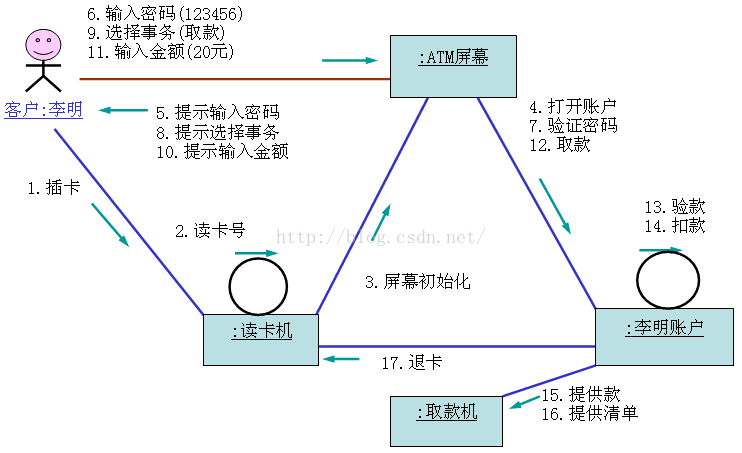 6.输入密码(123456)
9.选择事务(取款)
11.输入金额(20元)
:ATM屏幕
客户:李明
5.提示输入密码
8.提示选择事务
10.提示输入金额
4.打开账户
7.验证密码
12.取款
1.插卡
2.读卡号
http://blog.csdn.net/
13.验款
14.扣款
3.屏幕初始化
:读卡机
:李明账户
17.退卡
:取款机
15.提供款
16.提供清单